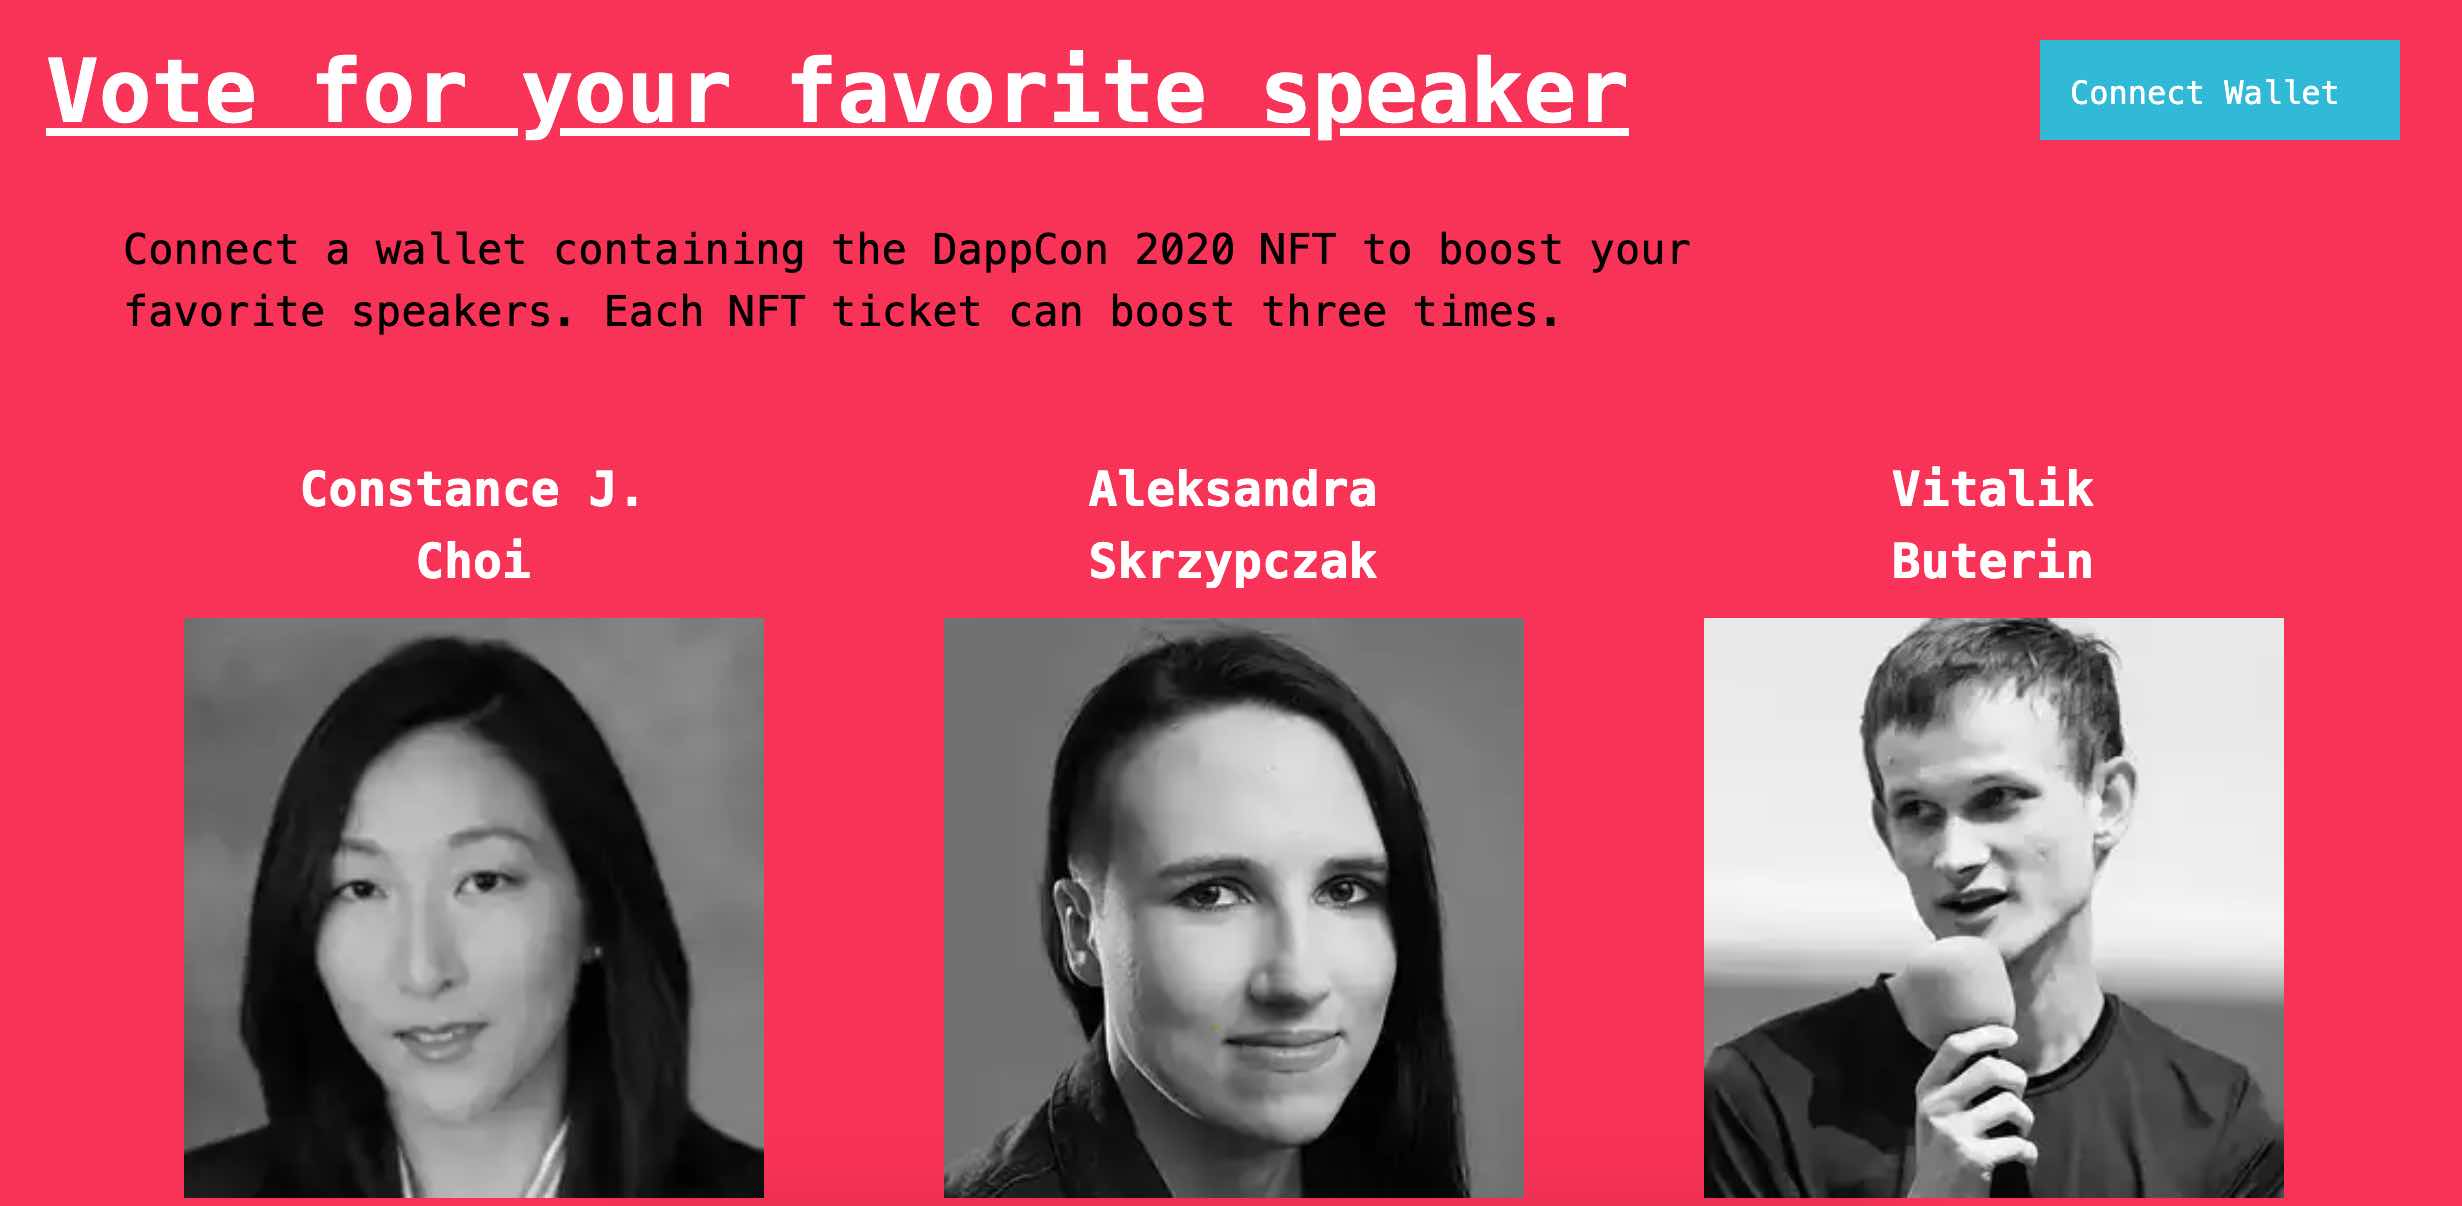 Vote for your favorite speaker
Connect Wallet
Connect a wallet containing the DappCon 2020 NFT to boost your
favorite speakers. Each NFT ticket can boost three times.
Constance J.
Choi
Aleksandra
Skrzypczak
Vitalik
Buterin